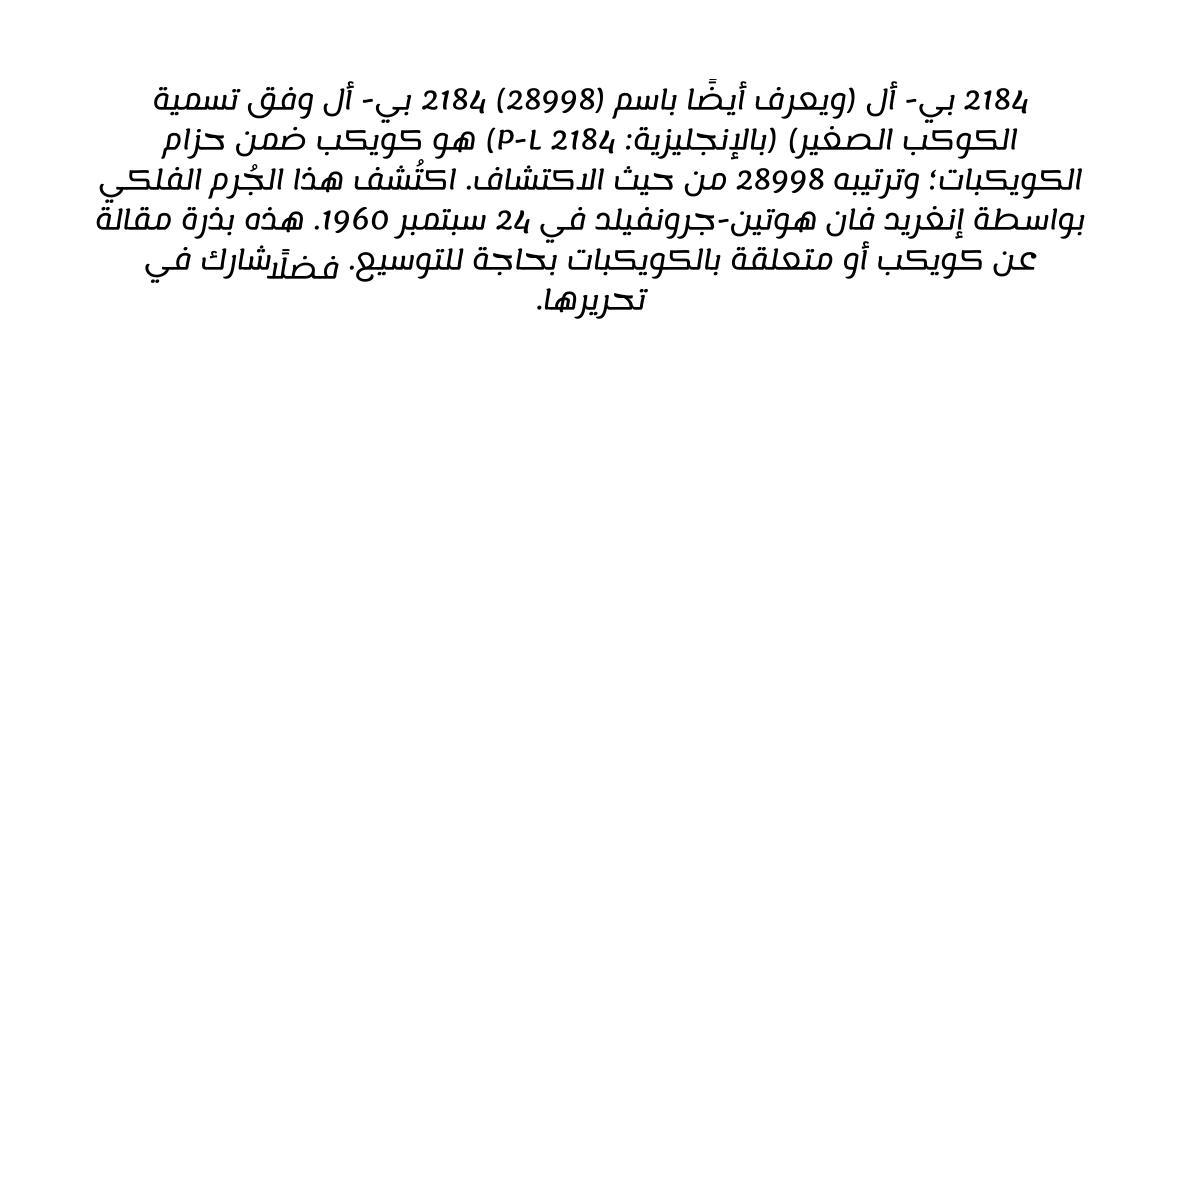 2184 بي- أل (ويعرف أيضًا باسم (28998) 2184 بي- أل وفق تسمية
الكوكب الصغير) (بالإنجليزية: 2184 P-L) هو كويكب ضمن حزام
الكويكبات؛ وترتيبه 28998 من حيث الاكتشاف. اكتُشف هذا الجُرم الفلكي
بواسطة إنغريد فان هوتين-جرونفيلد في 24 سبتمبر 1960. هذه بذرة مقالة
عن كويكب أو متعلقة بالكويكبات بحاجة للتوسيع. فضلًاشارك في
تحريرها.